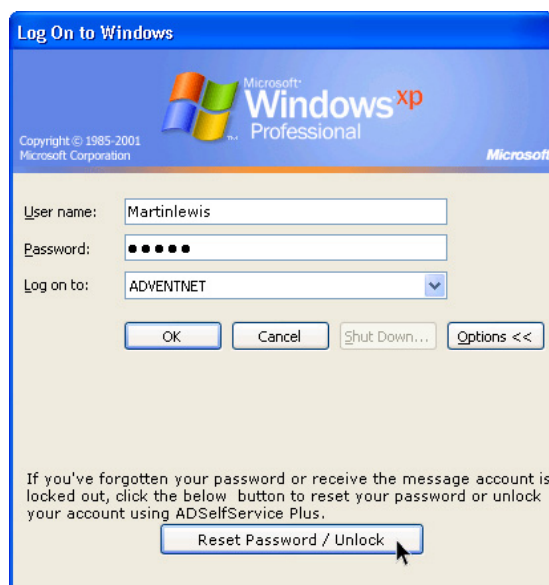 Log On to Windows
Microsoft®
Windows xp
Professional
Copyright © 1985-2001
Microsoft Corporation
Microsoft
User name: Martinlewis
Password: ●●●●●
Log on to: ADVENTNET
OK Cancel Shut Down... Options <<
If you've forgotten your password or receive the message account is
locked out, click the below button to reset your password or unlock
your account using ADSelfService Plus.
Reset Password / Unlock